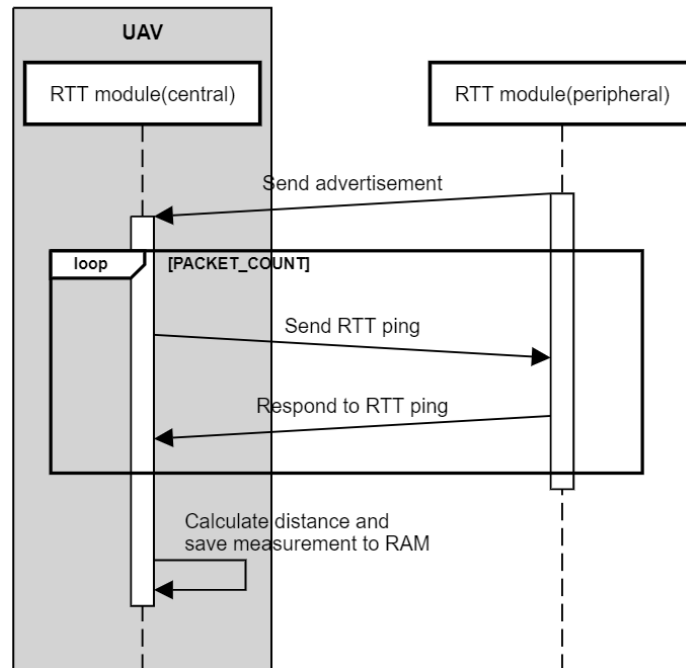 UAV
RTT module(central)
RTT module(peripheral)
Send advertisement
loop
[PACKET_COUNT]
Send RTT ping
Respond to RTT ping
Calculate distance and
save measurement to RAM